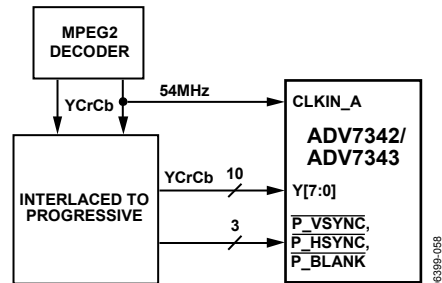 MPEG2
DECODER
YCrCb
54MHz
CLKIN_A
ADV7342/
ADV7343
INTERLACED TO
PROGRESSIVE
YCrCb
10
Y[7:0]
3
P_VSYNC,
P_HSYNC,
P_BLANK
6399-058